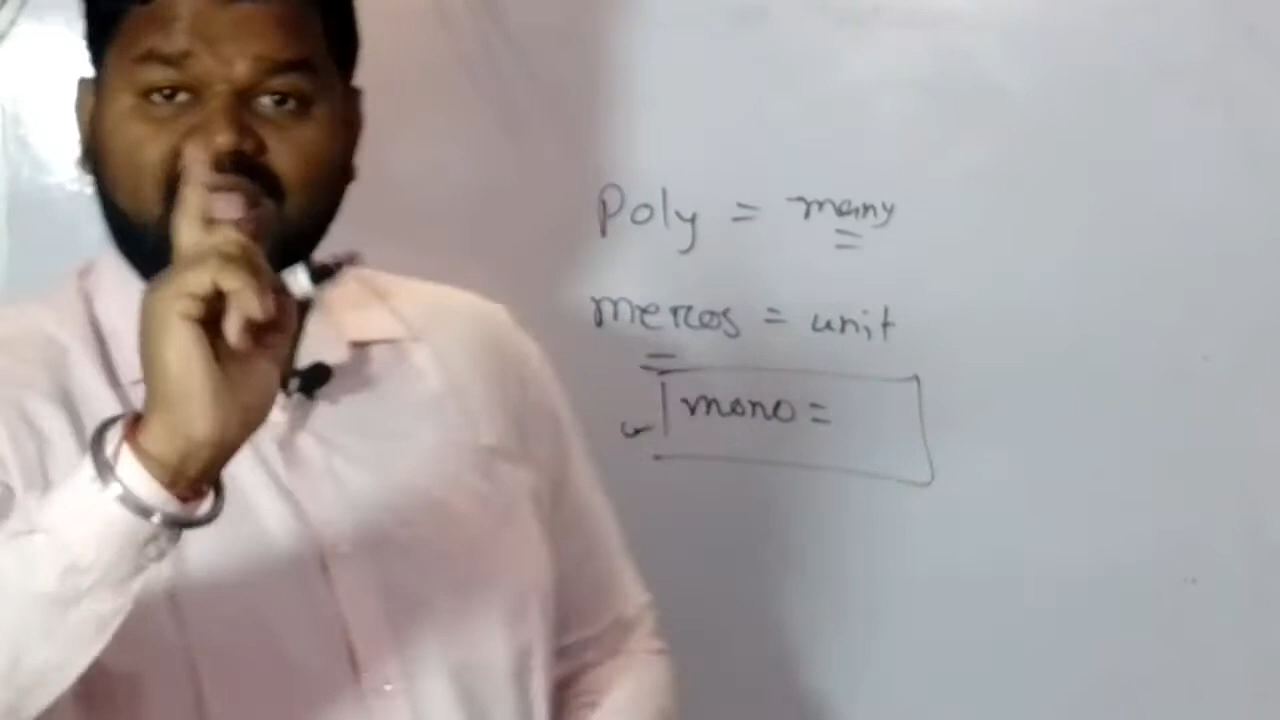 Poly = many
meros = unit
mono =